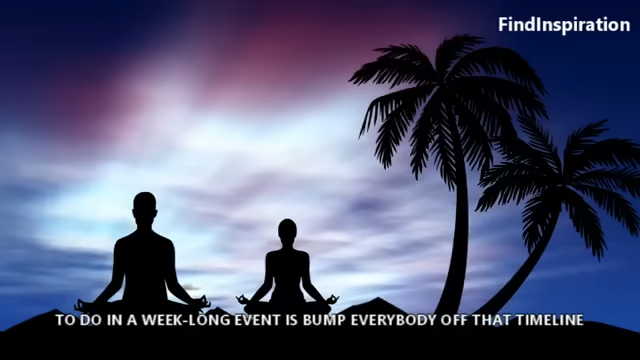 FindInspiration
TO DO IN A WEEK-LONG EVENT IS BUMP EVERYBODY OFF THAT TIMELINE